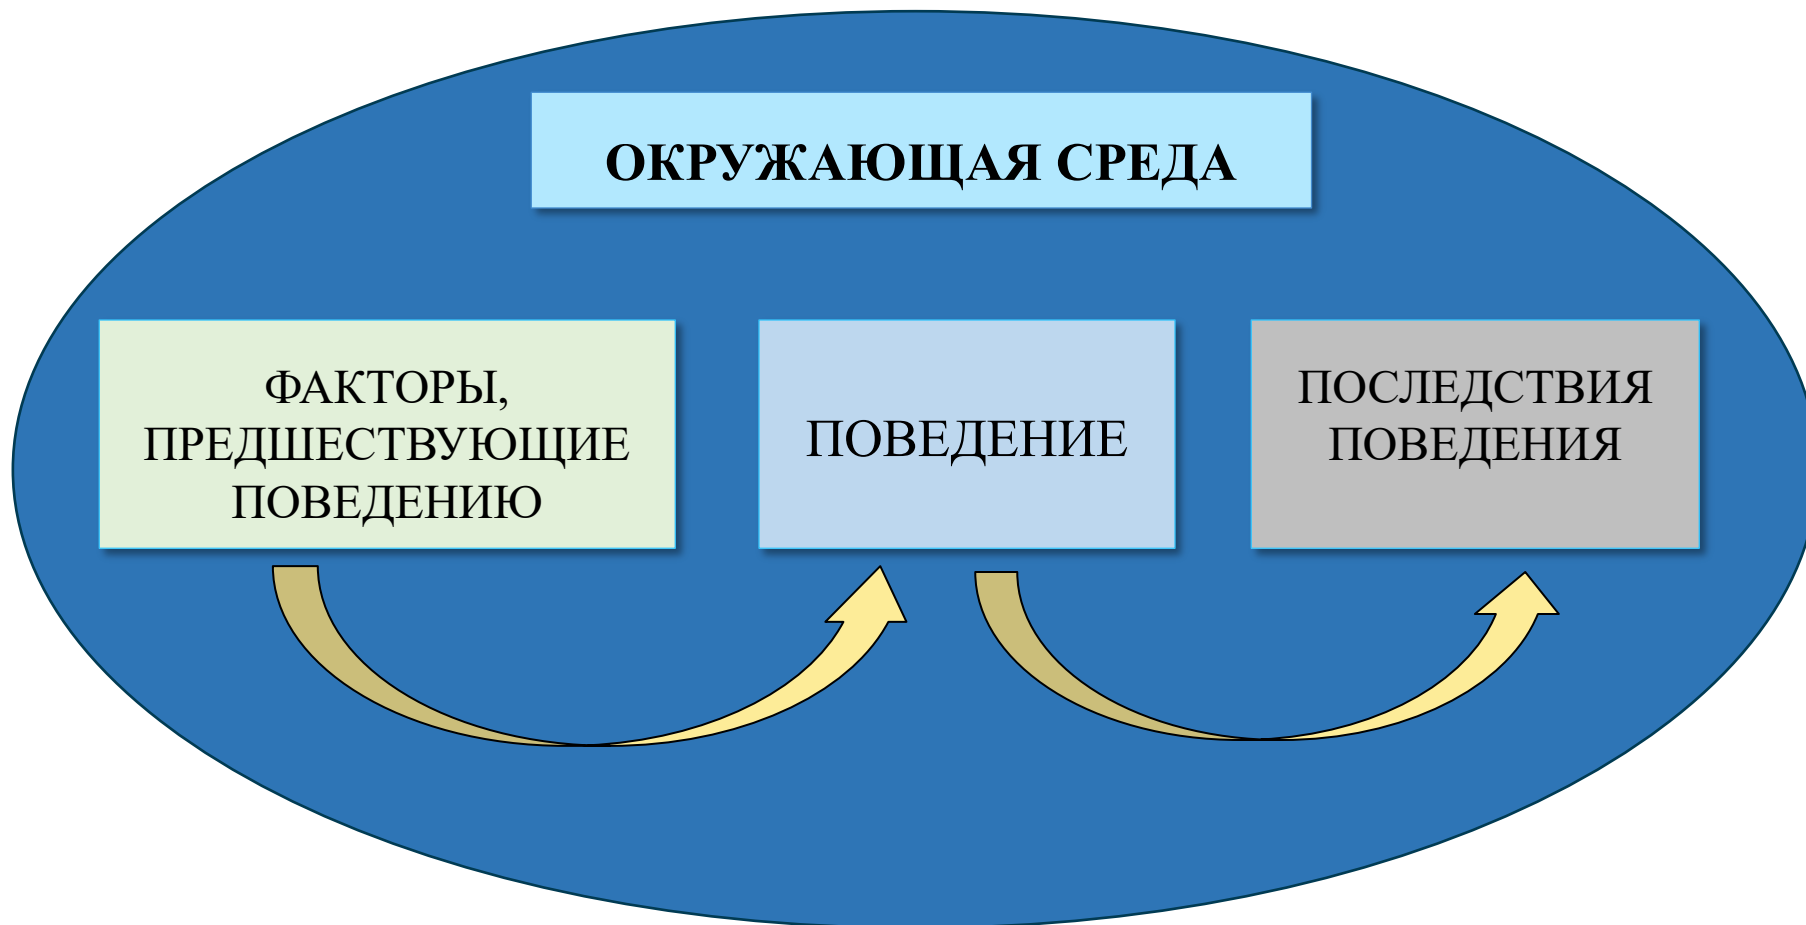 ОКРУЖАЮЩАЯ СРЕДА
ФАКТОРЫ,
ПРЕДШЕСТВУЮЩИЕ
ПОВЕДЕНИЮ
ПОВЕДЕНИЕ
ПОСЛЕДСТВИЯ
ПОВЕДЕНИЯ